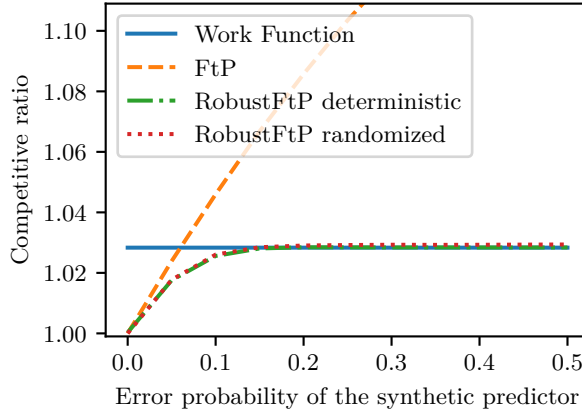 Competitive ratio
1.10
1.08
1.06
1.04
1.02
1.00
Work Function
FtP
RobustFtP deterministic
RobustFtP randomized
0.0 0.1 0.2 0.3 0.4 0.5
Error probability of the synthetic predictor